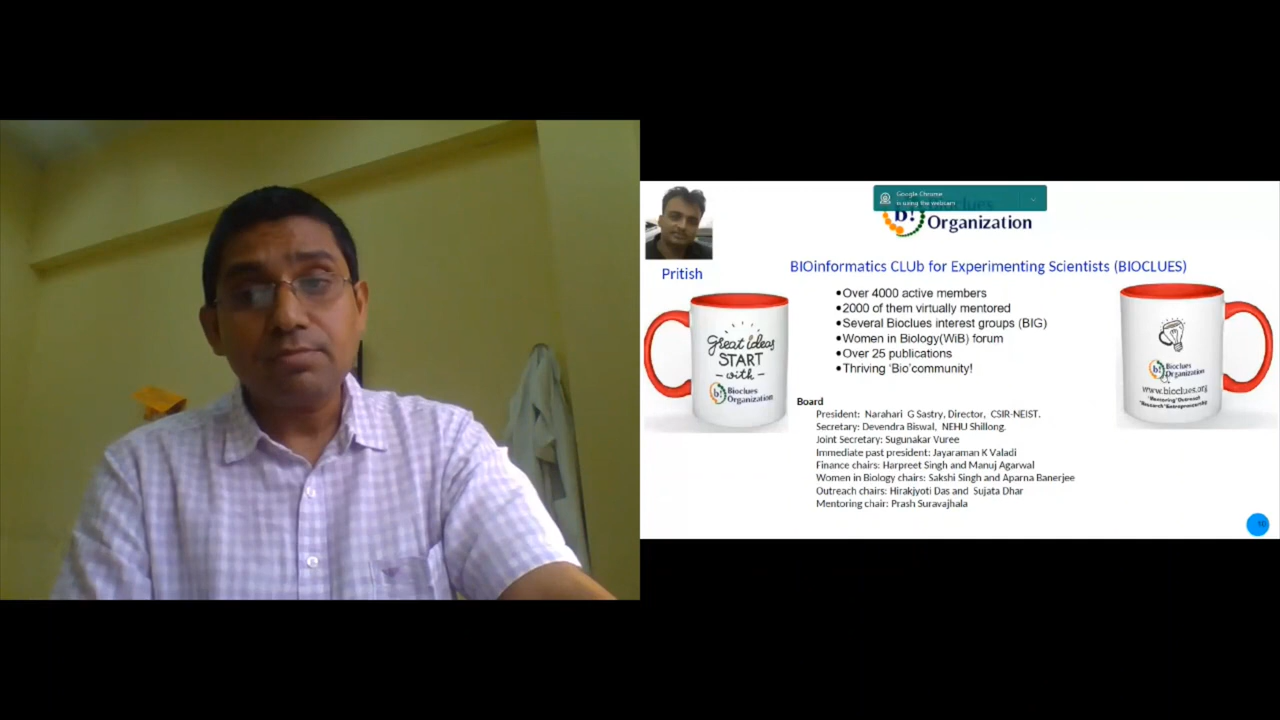 Google Chrome
is using the webcam
b!
Organization
Pritish
BIOinformatics CLUb for Experimenting Scientists (BIOCLUES)
•Over 4000 active members
•2000 of them virtually mentored
•Several Bioclues interest groups (BIG)
•Women in Biology(WiB) forum
•Over 25 publications
•Thriving 'Bio'community!
great ideas
START
- with -
b! Bioclues
Organization
b! Bioclues
Organization
www.bioclues.org
Board
President: Narahari G Sastry, Director, CSIR-NEIST.
Secretary: Devendra Biswal, NEHU Shillong.
Joint Secretary: Sugunakar Vuree
Immediate past president: Jayaraman K Valadi
Finance chairs: Harpreet Singh and Manuj Agarwal
Women in Biology chairs: Sakshi Singh and Aparna Banerjee
Outreach chairs: Hirakjyoti Das and Sujata Dhar
Mentoring chair: Prash Suravajhala
10